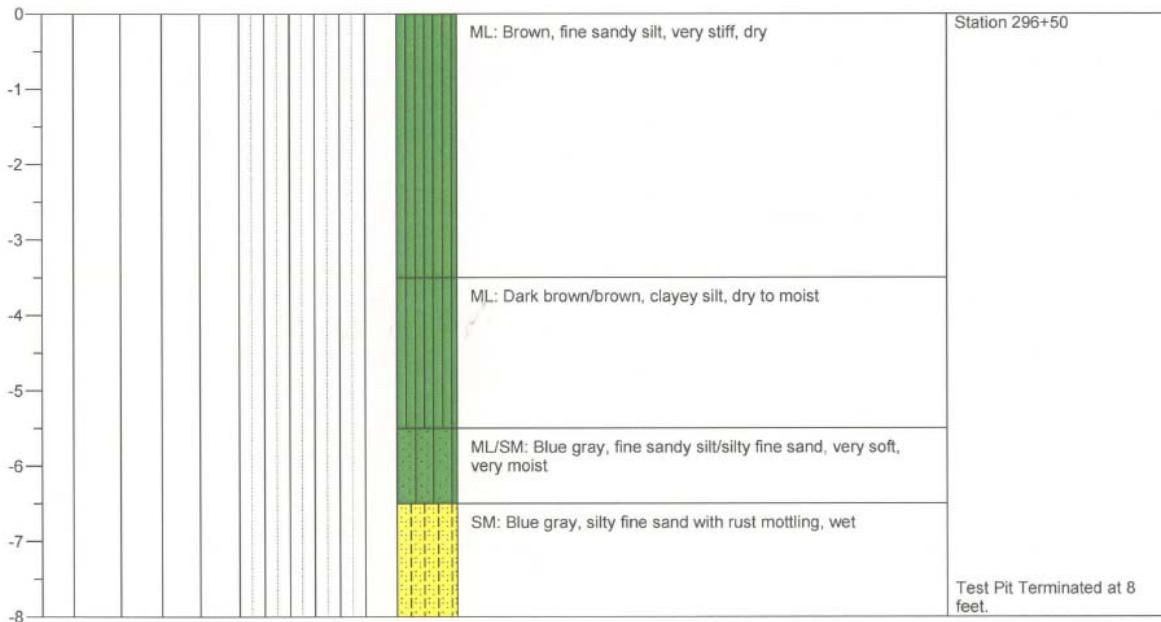 0
Station 296+50
ML: Brown, fine sandy silt, very stiff, dry
-1
-2
-3
ML: Dark brown/brown, clayey silt, dry to moist
-4
-5
ML/SM: Blue gray, fine sandy silt/silty fine sand, very soft,
very moist
-6
SM: Blue gray, silty fine sand with rust mottling, wet
-7
Test Pit Terminated at 8
feet.
-8